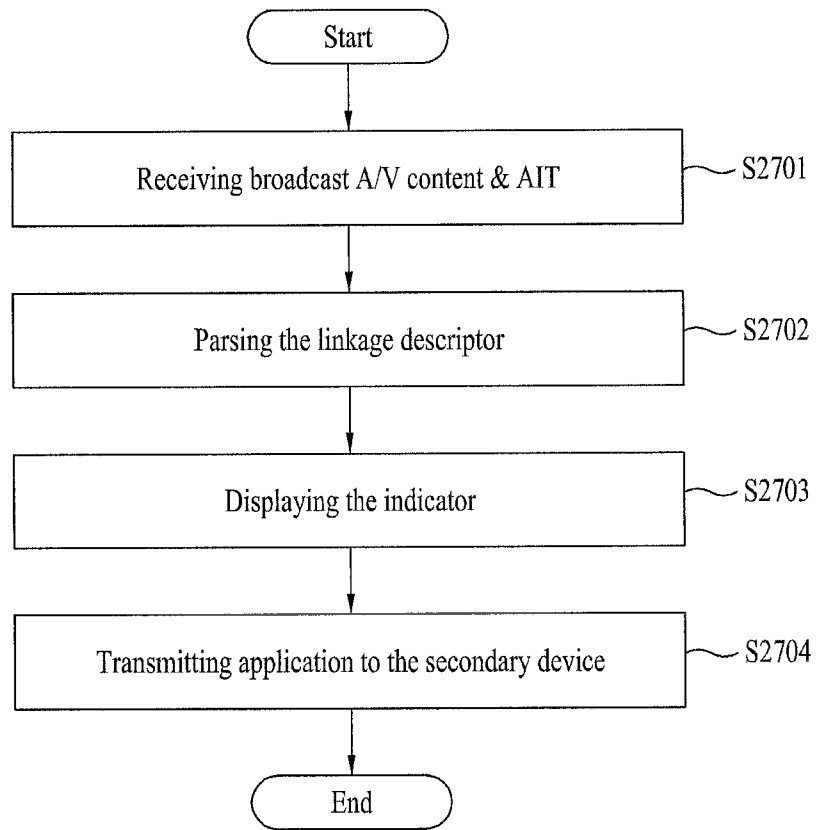 Start
Receiving broadcast A/V content & AIT
S2701
Parsing the linkage descriptor
S2702
Displaying the indicator
S2703
Transmitting application to the secondary device
S2704
End